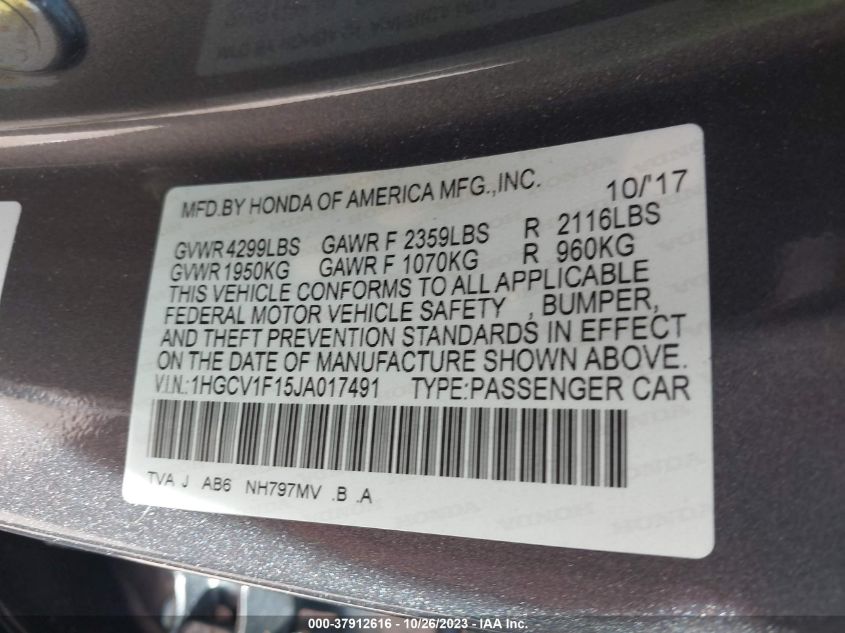 MFD.BY HONDA OF AMERICA MFG.,INC. 10/'17
GVWR 4299LBS GAWR F 2359LBS R 2116LBS
GVWR 1950KG GAWR F 1070KG R 960KG
THIS VEHICLE CONFORMS TO ALL APPLICABLE
FEDERAL MOTOR VEHICLE SAFETY , BUMPER,
AND THEFT PREVENTION STANDARDS IN EFFECT
ON THE DATE OF MANUFACTURE SHOWN ABOVE.
V.I.N.:1HGCV1F15JA017491 TYPE:PASSENGER CAR
TVA J AB6 NH797MV .B .A
000-37912616 - 10/26/2023 - IAA, Inc.